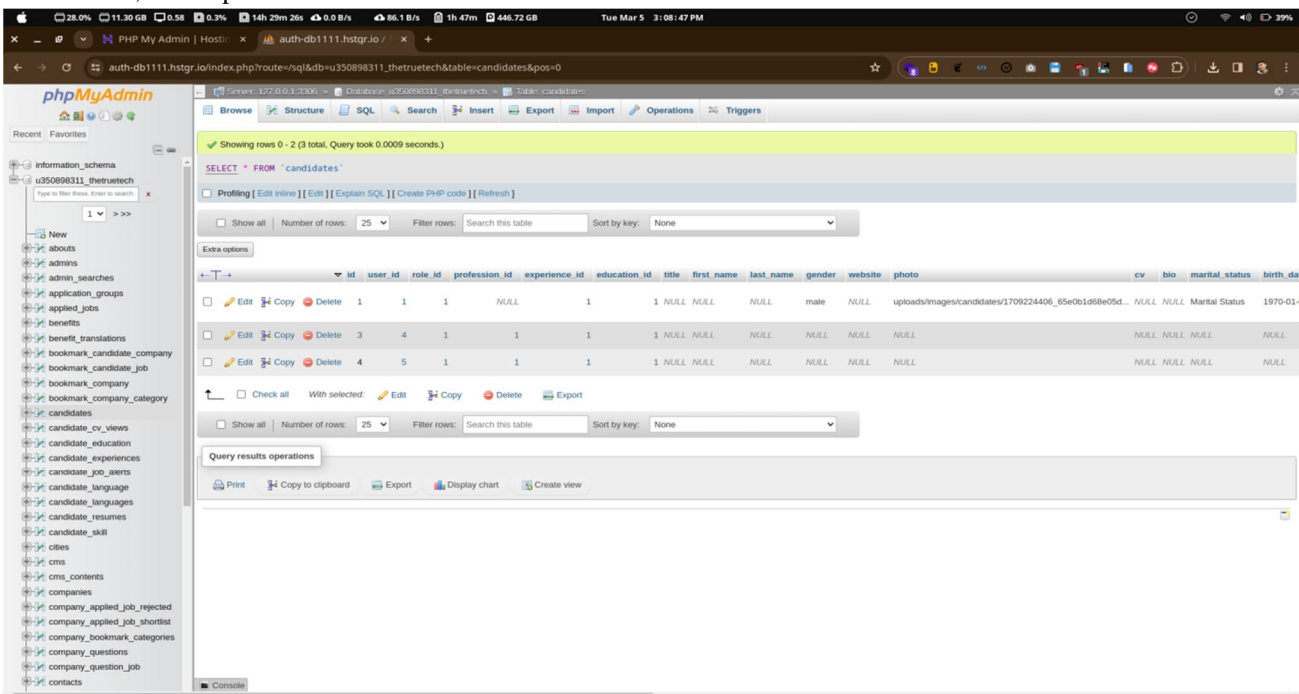 28.0% 11.30 GB 0.58 0.3% 14h 29m 26s 0.0 B/s 86.1 B/s 1h 47m 446.72 GB Tue Mar 5 3:08:47 PM 39%
PHP My Admin | Hostin auth-db1111.hstgr.io /
auth-db1111.hstgr.io/index.php?route=/sql&db=u350898311_thetruetech&table=candidates&pos=0
phpMyAdmin
Recent Favorites
information_schema
u350898311_thetruetech
Type to filter these, Enter to search X
1 > >>
New
abouts
admins
admin_searches
application_groups
applied_jobs
benefits
benefit_translations
bookmark_candidate_company
bookmark_candidate_job
bookmark_company
bookmark_company_category
candidates
candidate_cv_views
candidate_education
candidate_experiences
candidate_job_alerts
candidate_language
candidate_languages
candidate_resumes
candidate_skill
cities
cms
cms_contents
companies
company_applied_job_rejected
company_applied_job_shortlist
company_bookmark_categories
company_questions
company_question_job
contacts
Server: 127.0.0.1:3306 » Database: u350898311_thetruetech » Table: candidates
Browse Structure SQL Search Insert Export Import Operations Triggers
Showing rows 0 - 2 (3 total, Query took 0.0009 seconds.)
SELECT * FROM `candidates`
Profiling [ Edit inline ] [ Edit ] [ Explain SQL ] [ Create PHP code ] [ Refresh ]
Show all | Number of rows: 25 Filter rows: Search this table Sort by key: None
Extra options
←T→ id user_id role_id profession_id experience_id education_id title first_name last_name gender website photo cv bio marital_status birth_da
Edit Copy Delete 1 1 1 NULL 1 1 NULL NULL NULL male NULL uploads/images/candidates/1709224406_65e0b1d68e05d... NULL NULL Marital Status 1970-01-
Edit Copy Delete 3 4 1 1 1 1 NULL NULL NULL NULL NULL NULL NULL NULL NULL NULL
Edit Copy Delete 4 5 1 1 1 1 NULL NULL NULL NULL NULL NULL NULL NULL NULL NULL
Check all With selected: Edit Copy Delete Export
Show all | Number of rows: 25 Filter rows: Search this table Sort by key: None
Query results operations
Print Copy to clipboard Export Display chart Create view
Console